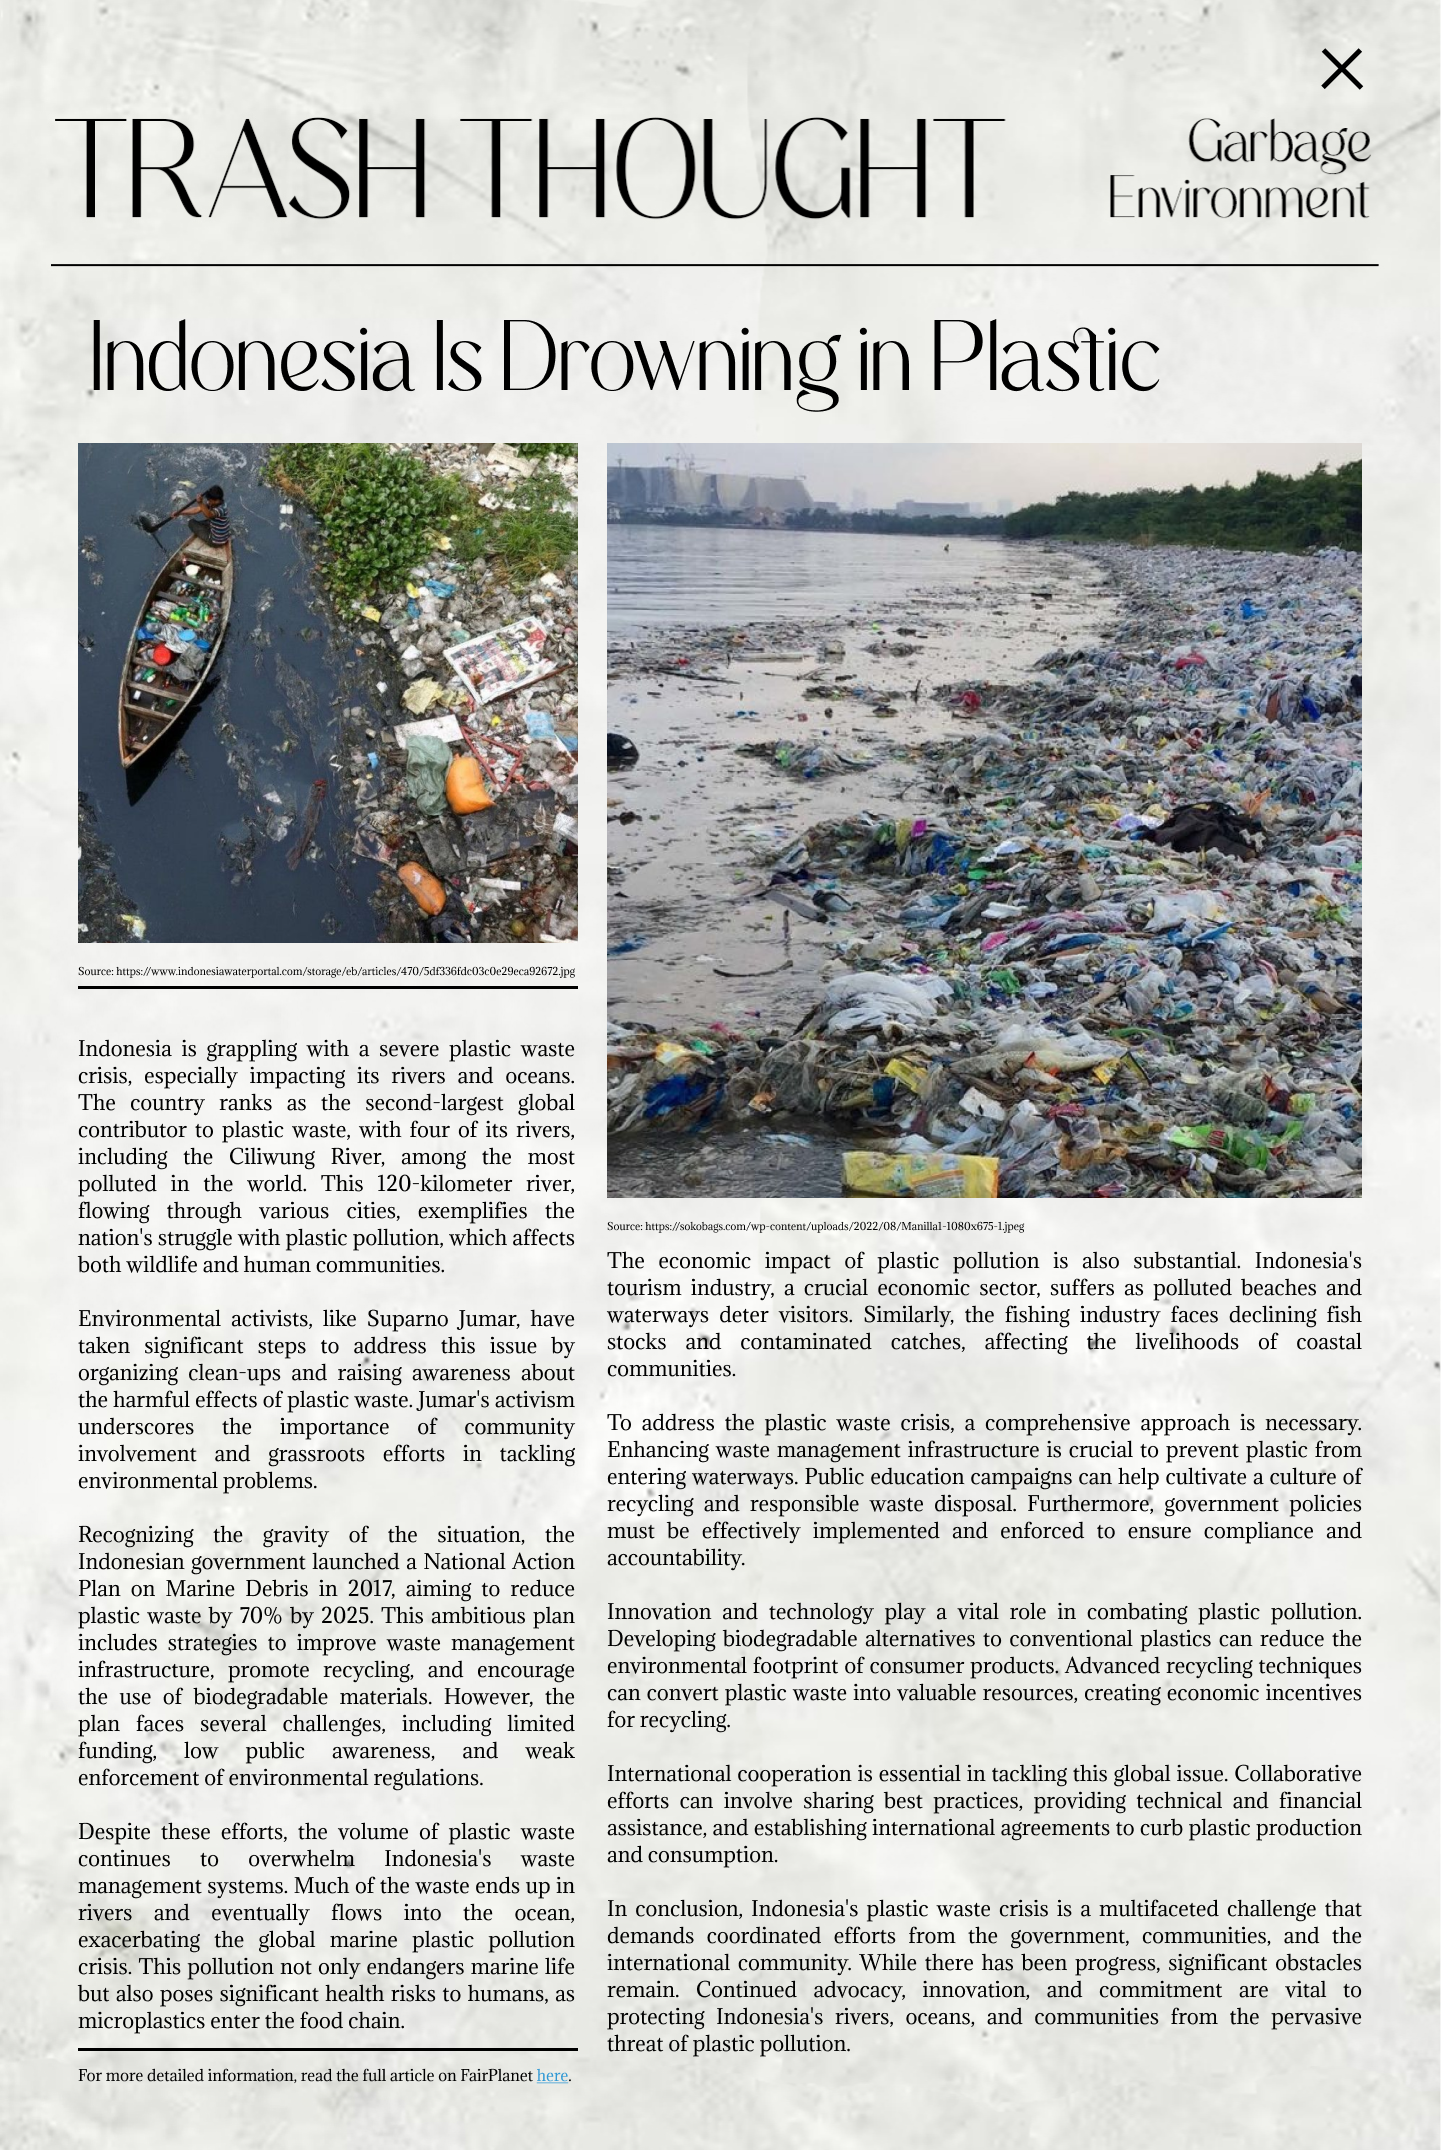 TRASH THOUGHT
Garbage
Environment
Indonesia Is Drowning in Plastic
Source: https://www.indonesiawaterportal.com/storage/eb/articles/470/5df336fdc03c0e29eca92672.jpg
Indonesia is grappling with a severe plastic waste
crisis, especially impacting its rivers and oceans.
The country ranks as the second-largest global
contributor to plastic waste, with four of its rivers,
including the Ciliwung River, among the most
polluted in the world. This 120-kilometer river,
flowing through various cities, exemplifies the
nation's struggle with plastic pollution, which affects
both wildlife and human communities.
Environmental activists, like Suparno Jumar, have
taken significant steps to address this issue by
organizing clean-ups and raising awareness about
the harmful effects of plastic waste. Jumar's activism
underscores the importance of community
involvement and grassroots efforts in tackling
environmental problems.
Recognizing the gravity of the situation, the
Indonesian government launched a National Action
Plan on Marine Debris in 2017, aiming to reduce
plastic waste by 70% by 2025. This ambitious plan
includes strategies to improve waste management
infrastructure, promote recycling, and encourage
the use of biodegradable materials. However, the
plan faces several challenges, including limited
funding, low public awareness, and weak
enforcement of environmental regulations.
Despite these efforts, the volume of plastic waste
continues to overwhelm Indonesia's waste
management systems. Much of the waste ends up in
rivers and eventually flows into the ocean,
exacerbating the global marine plastic pollution
crisis. This pollution not only endangers marine life
but also poses significant health risks to humans, as
microplastics enter the food chain.
For more detailed information, read the full article on FairPlanet here.
Source: https://sokobags.com/wp-content/uploads/2022/08/Manilla1-1080x675-1.jpeg
The economic impact of plastic pollution is also substantial. Indonesia's
tourism industry, a crucial economic sector, suffers as polluted beaches and
waterways deter visitors. Similarly, the fishing industry faces declining fish
stocks and contaminated catches, affecting the livelihoods of coastal
communities.
To address the plastic waste crisis, a comprehensive approach is necessary.
Enhancing waste management infrastructure is crucial to prevent plastic from
entering waterways. Public education campaigns can help cultivate a culture of
recycling and responsible waste disposal. Furthermore, government policies
must be effectively implemented and enforced to ensure compliance and
accountability.
Innovation and technology play a vital role in combating plastic pollution.
Developing biodegradable alternatives to conventional plastics can reduce the
environmental footprint of consumer products. Advanced recycling techniques
can convert plastic waste into valuable resources, creating economic incentives
for recycling.
International cooperation is essential in tackling this global issue. Collaborative
efforts can involve sharing best practices, providing technical and financial
assistance, and establishing international agreements to curb plastic production
and consumption.
In conclusion, Indonesia's plastic waste crisis is a multifaceted challenge that
demands coordinated efforts from the government, communities, and the
international community. While there has been progress, significant obstacles
remain. Continued advocacy, innovation, and commitment are vital to
protecting Indonesia's rivers, oceans, and communities from the pervasive
threat of plastic pollution.